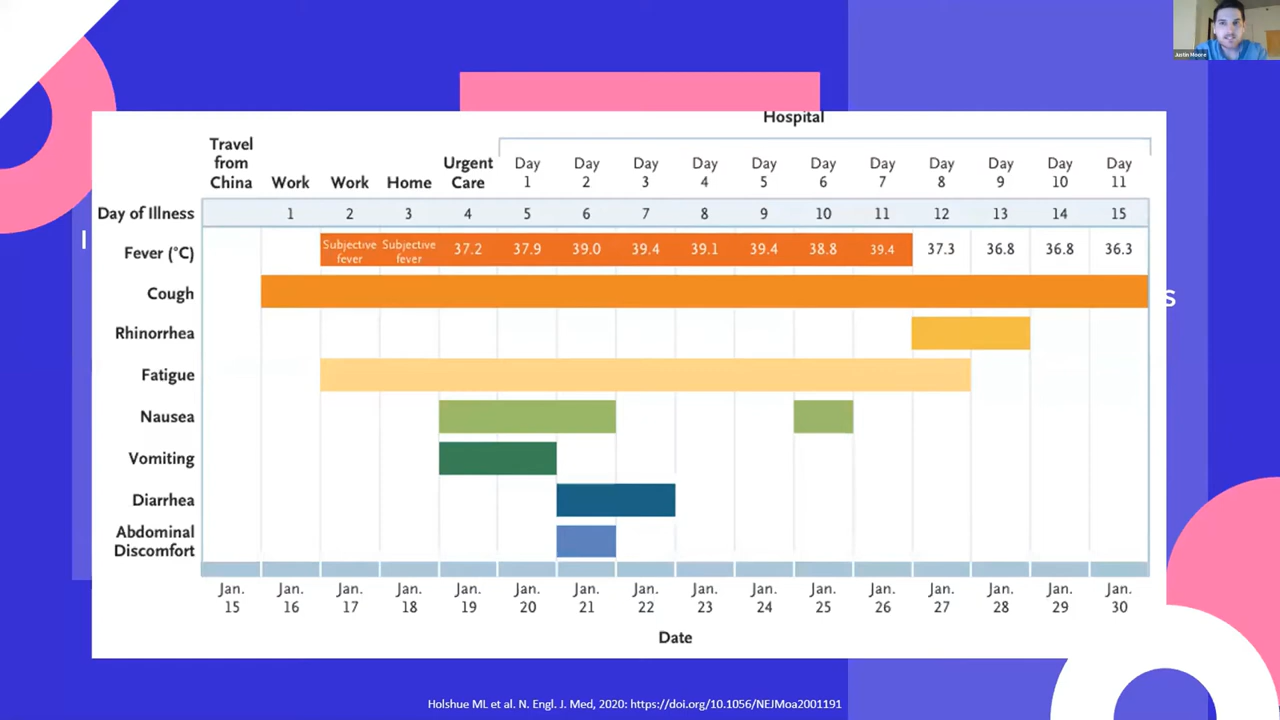 Justin Moore
Hospital
Travel from China
Work
Work
Home
Urgent Care
Day 1
Day 2
Day 3
Day 4
Day 5
Day 6
Day 7
Day 8
Day 9
Day 10
Day 11
Day of Illness 1 2 3 4 5 6 7 8 9 10 11 12 13 14 15
Fever (°C) Subjective fever Subjective fever 37.2 37.9 39.0 39.4 39.1 39.4 38.8 39.4 37.3 36.8 36.8 36.3
Cough
Rhinorrhea
Fatigue
Nausea
Vomiting
Diarrhea
Abdominal
Discomfort
Jan. 15
Jan. 16
Jan. 17
Jan. 18
Jan. 19
Jan. 20
Jan. 21
Jan. 22
Jan. 23
Jan. 24
Jan. 25
Jan. 26
Jan. 27
Jan. 28
Jan. 29
Jan. 30
Date
Holshue ML et al. N. Engl. J. Med, 2020: https://doi.org/10.1056/NEJMoa2001191